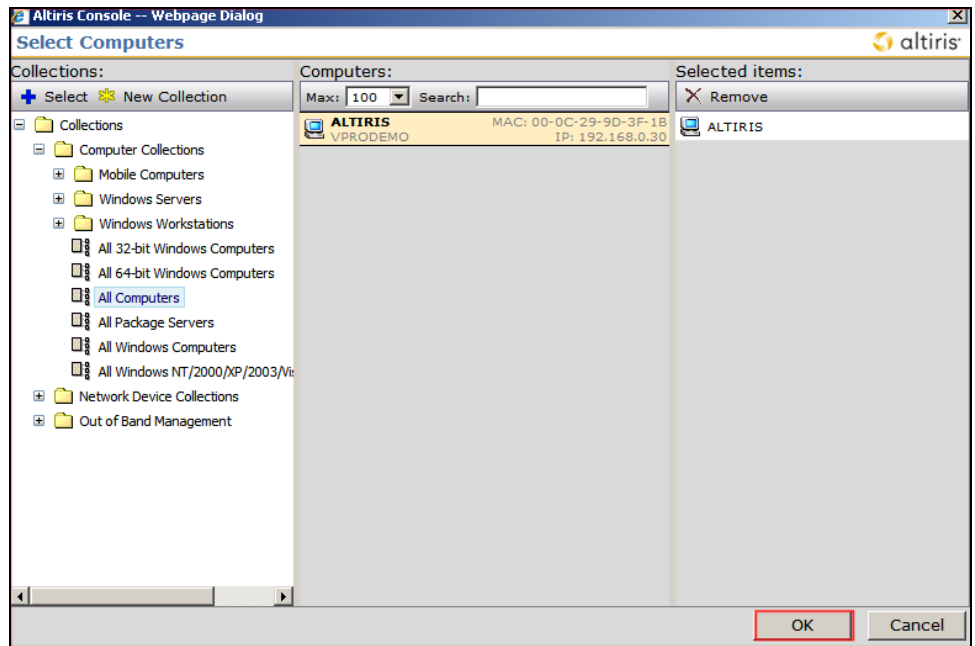 Altiris Console -- Webpage Dialog
Select Computers
altiris
Collections:
Select New Collection
Collections
Computer Collections
Mobile Computers
Windows Servers
Windows Workstations
All 32-bit Windows Computers
All 64-bit Windows Computers
All Computers
All Package Servers
All Windows Computers
All Windows NT/2000/XP/2003/Vis
Network Device Collections
Out of Band Management
Computers:
Max: 100 Search:
ALTIRIS MAC: 00-0C-29-9D-3F-1B
VPRODEMO IP: 192.168.0.30
Selected items:
Remove
ALTIRIS
OK Cancel